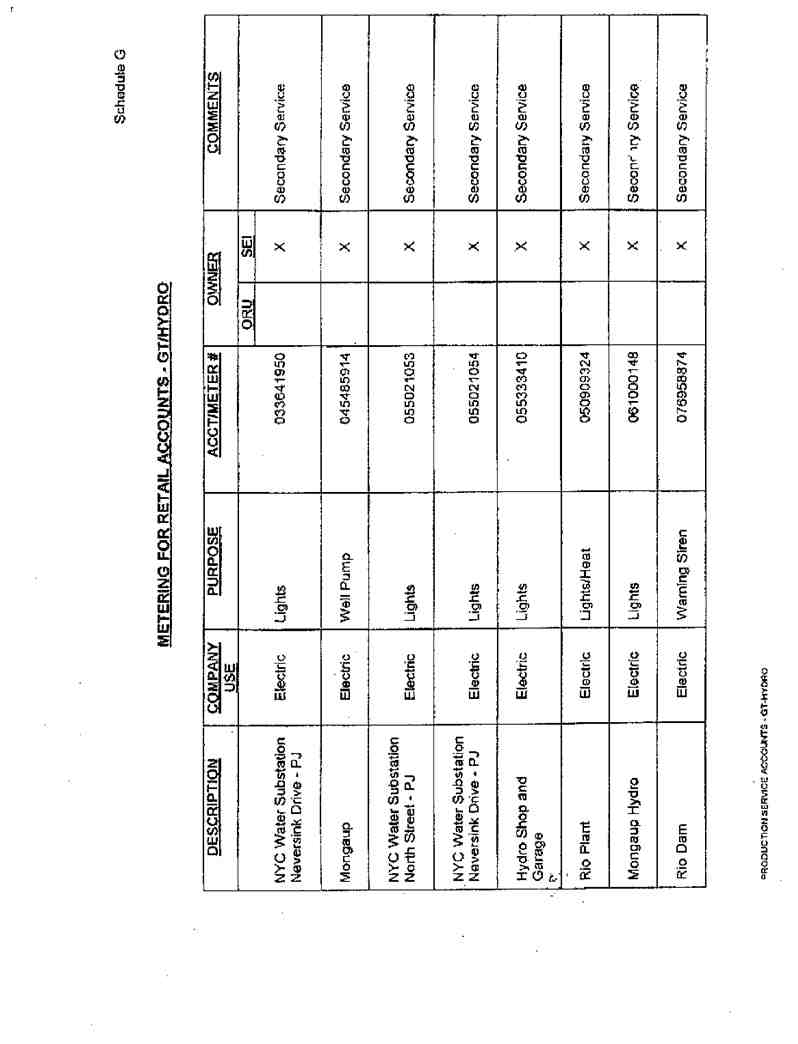 Schedule G
METERING FOR RETAIL ACCOUNTS - GT/HYDRO
DESCRIPTION COMPANY USE PURPOSE ACCT/METER # OWNER COMMENTS
ORU SEI
NYC Water Substation Electric Lights 033641950 X Secondary Service
Neversink Drive - PJ
Mongaup Electric Well Pump 045485914 X Secondary Service
NYC Water Substation Electric Lights 055021053 X Secondary Service
North Street - PJ
NYC Water Substation Electric Lights 055021054 X Secondary Service
Neversink Drive - PJ
Hydro Shop and Electric Lights 055333410 X Secondary Service
Garage
Rio Plant Electric Lights/Heat 050909324 X Secondary Service
Mongaup Hydro Electric Lights 061000148 X Secondary Service
Rio Dam Electric Warning Siren 076958874 X Secondary Service
PRODUCTION SERVICE ACCOUNTS - GT-HYDRO